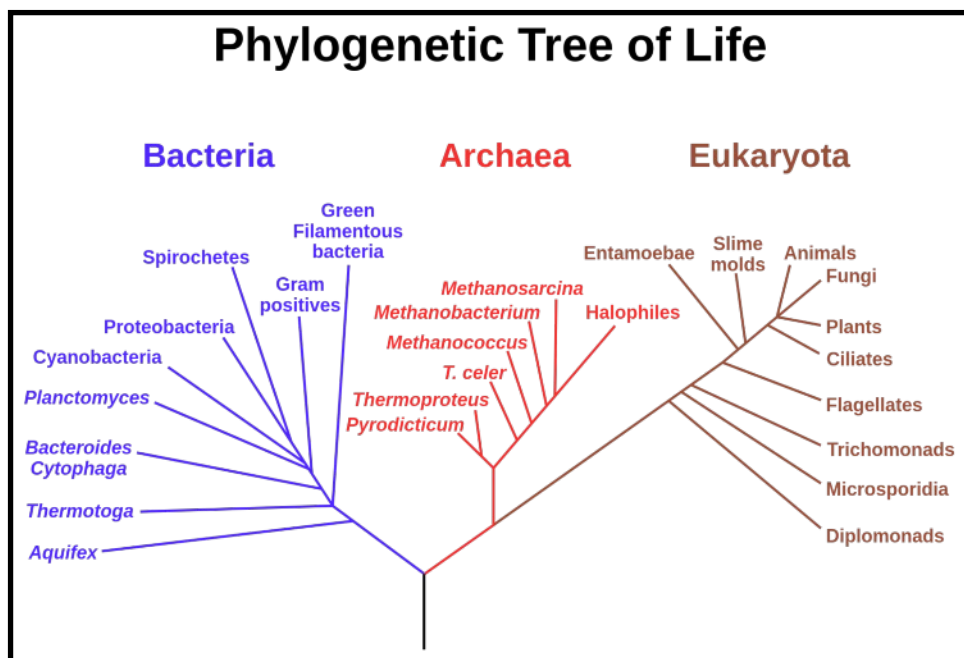 Phylogenetic Tree of Life
Bacteria
Archaea
Eukaryota
Green
Filamentous
bacteria
Spirochetes
Gram
positives
Proteobacteria
Cyanobacteria
Planctomyces
Bacteroides
Cytophaga
Thermotoga
Aquifex
Methanosarcina
Methanobacterium
Halophiles
Methanococcus
T. celer
Thermoproteus
Pyrodicticum
Entamoebae
Slime
molds
Animals
Fungi
Plants
Ciliates
Flagellates
Trichomonads
Microsporidia
Diplomonads